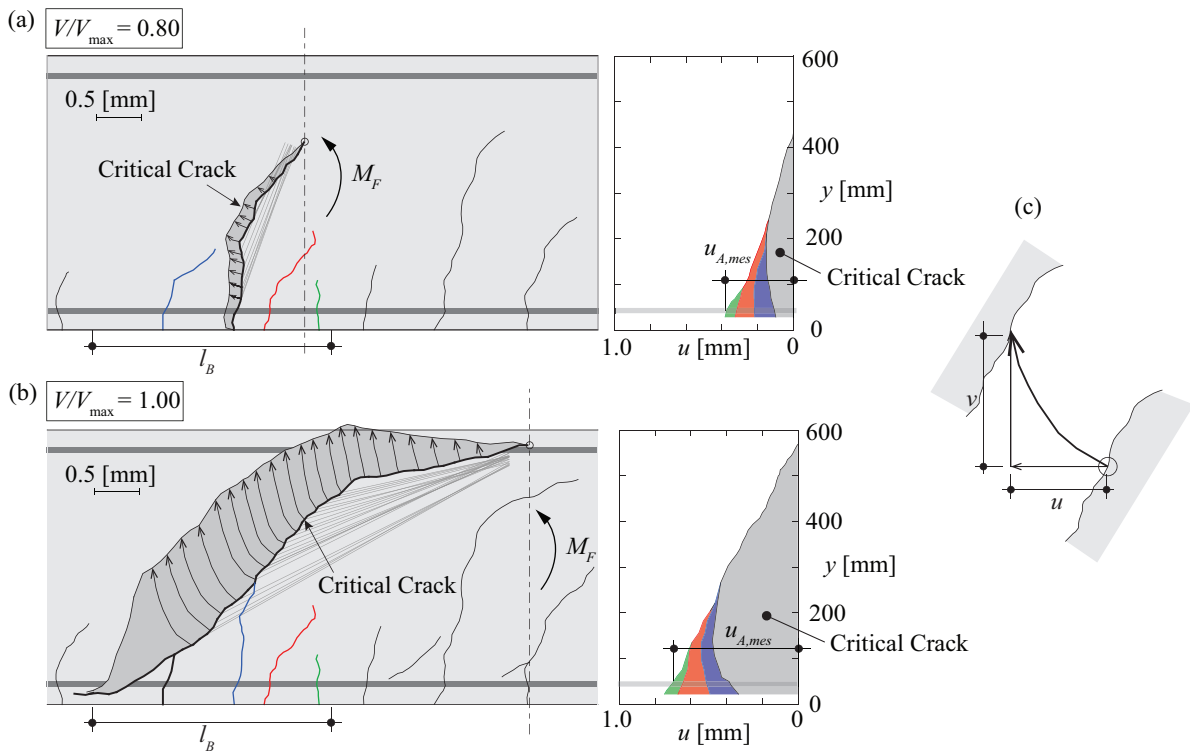 (a)
V/Vmax = 0.80
0.5 [mm]
Critical Crack
MF
lB
600
400
y [mm]
200
uA,mes
Critical Crack
0
1.0
u [mm]
0
(b)
V/Vmax = 1.00
0.5 [mm]
Critical Crack
MF
lB
600
400
y [mm]
200
uA,mes
Critical Crack
0
1.0
u [mm]
0
(c)
v
u